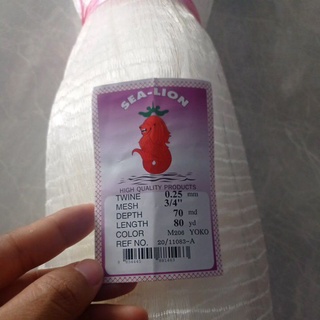 SEA-LION
HIGH QUALITY PRODUCTS
TWINE 0.25 mm
MESH 3/4"
DEPTH 70 md
LENGTH 80 yd
COLOR M208 YOKO
REF NO. 20/11083-A